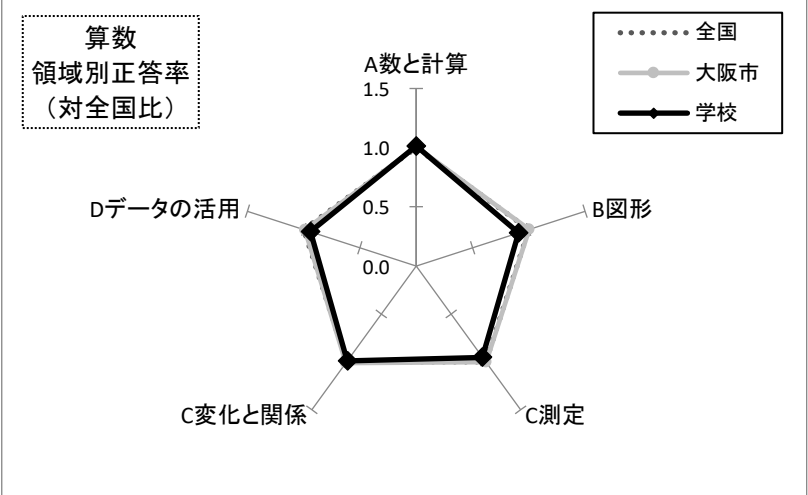 算数
領域別正答率
（対全国比）
全国
大阪市
学校
A数と計算
1.5
1.0
0.5
0.0
Dデータの活用
B図形
C変化と関係
C測定